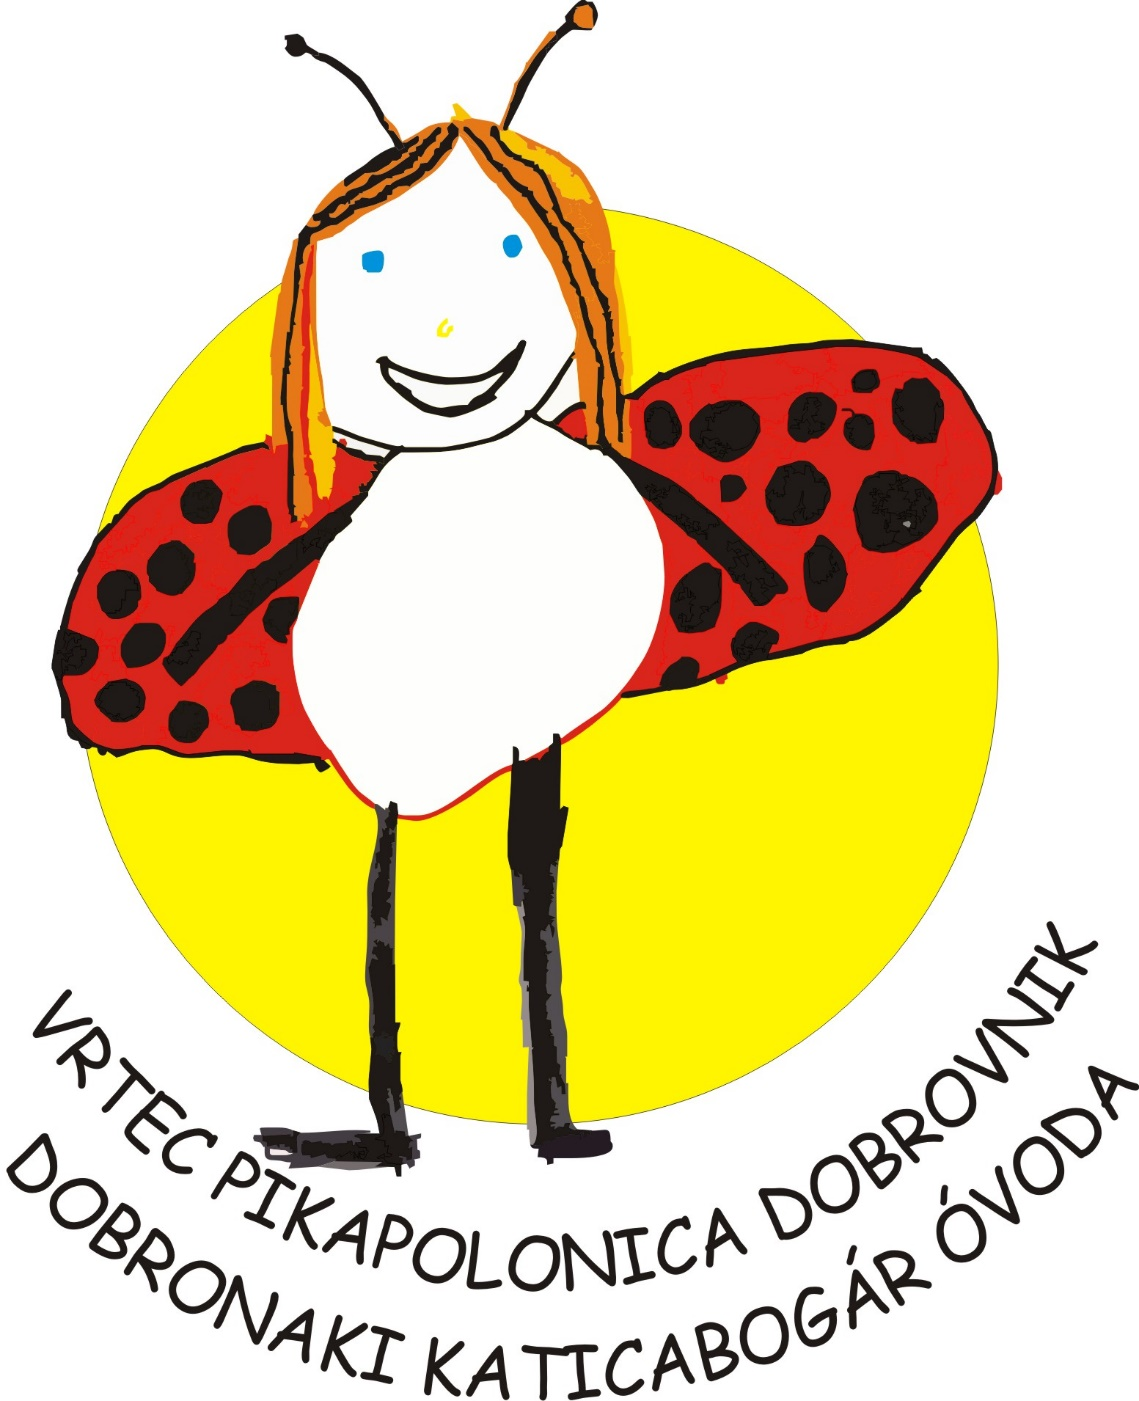 VRTEC PIKAPOLONICA DOBROVNIK
DOBRONAKI KATICABOGÁR ÓVODA